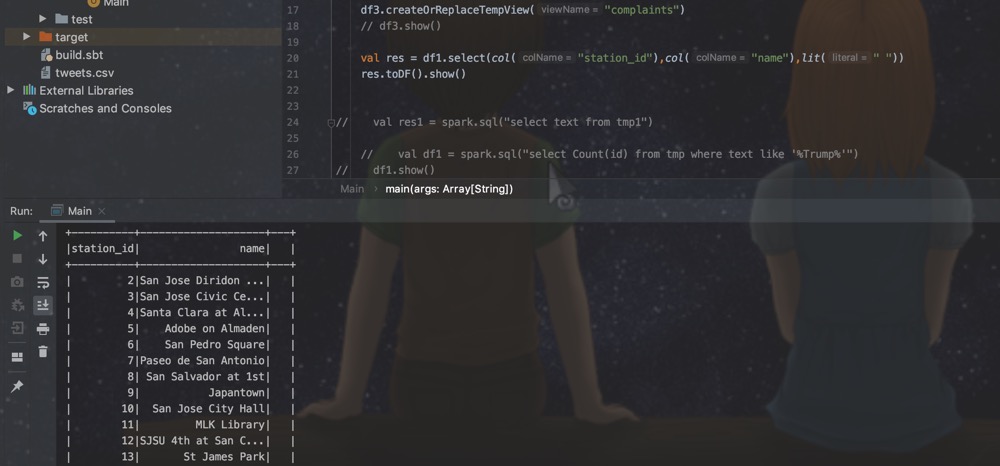 Main
test
target
build.sbt
tweets.csv
External Libraries
Scratches and Consoles
17 df3.createOrReplaceTempView( viewName = "complaints")
18 // df3.show()
19
20 val res = df1.select(col( colName = "station_id"),col( colName = "name"),lit( literal = " "))
21 res.toDF().show()
22
23
24 // val res1 = spark.sql("select text from tmp1")
25
26 // val df1 = spark.sql("select Count(id) from tmp where text like '%Trump%'")
27 // df1.show()
Main › main(args: Array[String])
Run: Main ×
+----------+--------------------+---+
|station_id|                name|   |
+----------+--------------------+---+
|         2|San Jose Diridon ...|   |
|         3|San Jose Civic Ce...|   |
|         4|Santa Clara at Al...|   |
|         5|    Adobe on Almaden|   |
|         6|    San Pedro Square|   |
|         7|Paseo de San Antonio|   |
|         8| San Salvador at 1st|   |
|         9|           Japantown|   |
|        10|  San Jose City Hall|   |
|        11|         MLK Library|   |
|        12|SJSU 4th at San C...|   |
|        13|       St James Park|   |